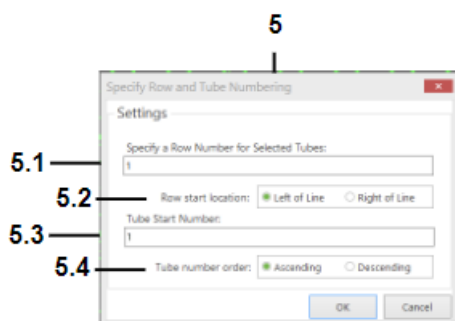 5
Specify Row and Tube Numbering
Settings
Specify a Row Number for Selected Tubes:
5.1
1
5.2 Row start location: Left of Line Right of Line
Tube Start Number:
5.3
1
5.4 Tube number order: Ascending Descending
OK Cancel